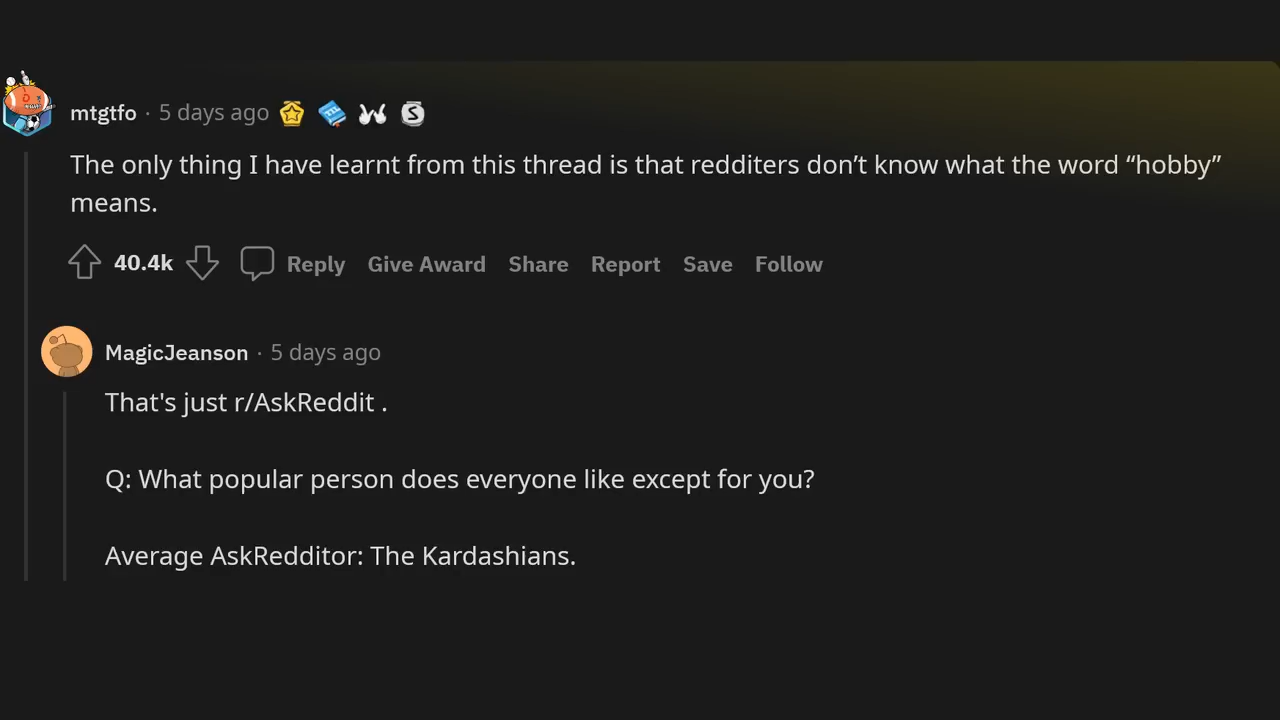 mtgtfo · 5 days ago
The only thing I have learnt from this thread is that redditers don’t know what the word “hobby”
means.
40.4k Reply Give Award Share Report Save Follow
MagicJeanson · 5 days ago
That's just r/AskReddit .
Q: What popular person does everyone like except for you?
Average AskRedditor: The Kardashians.